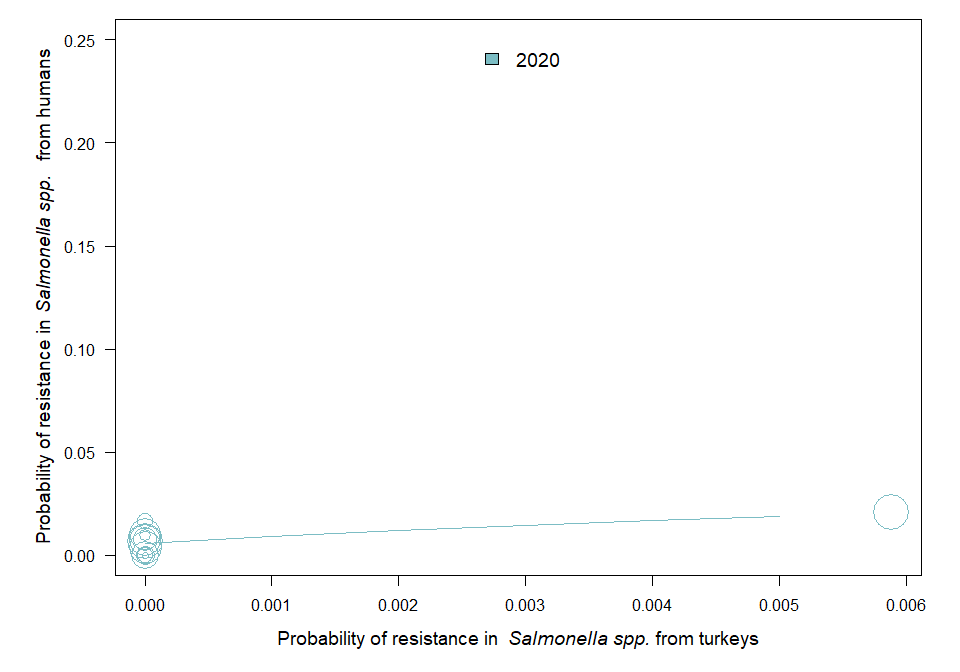 2020
Probability of resistance in Salmonella spp. from humans
0.25
0.20
0.15
0.10
0.05
0.00
0.000 0.001 0.002 0.003 0.004 0.005 0.006
Probability of resistance in Salmonella spp. from turkeys